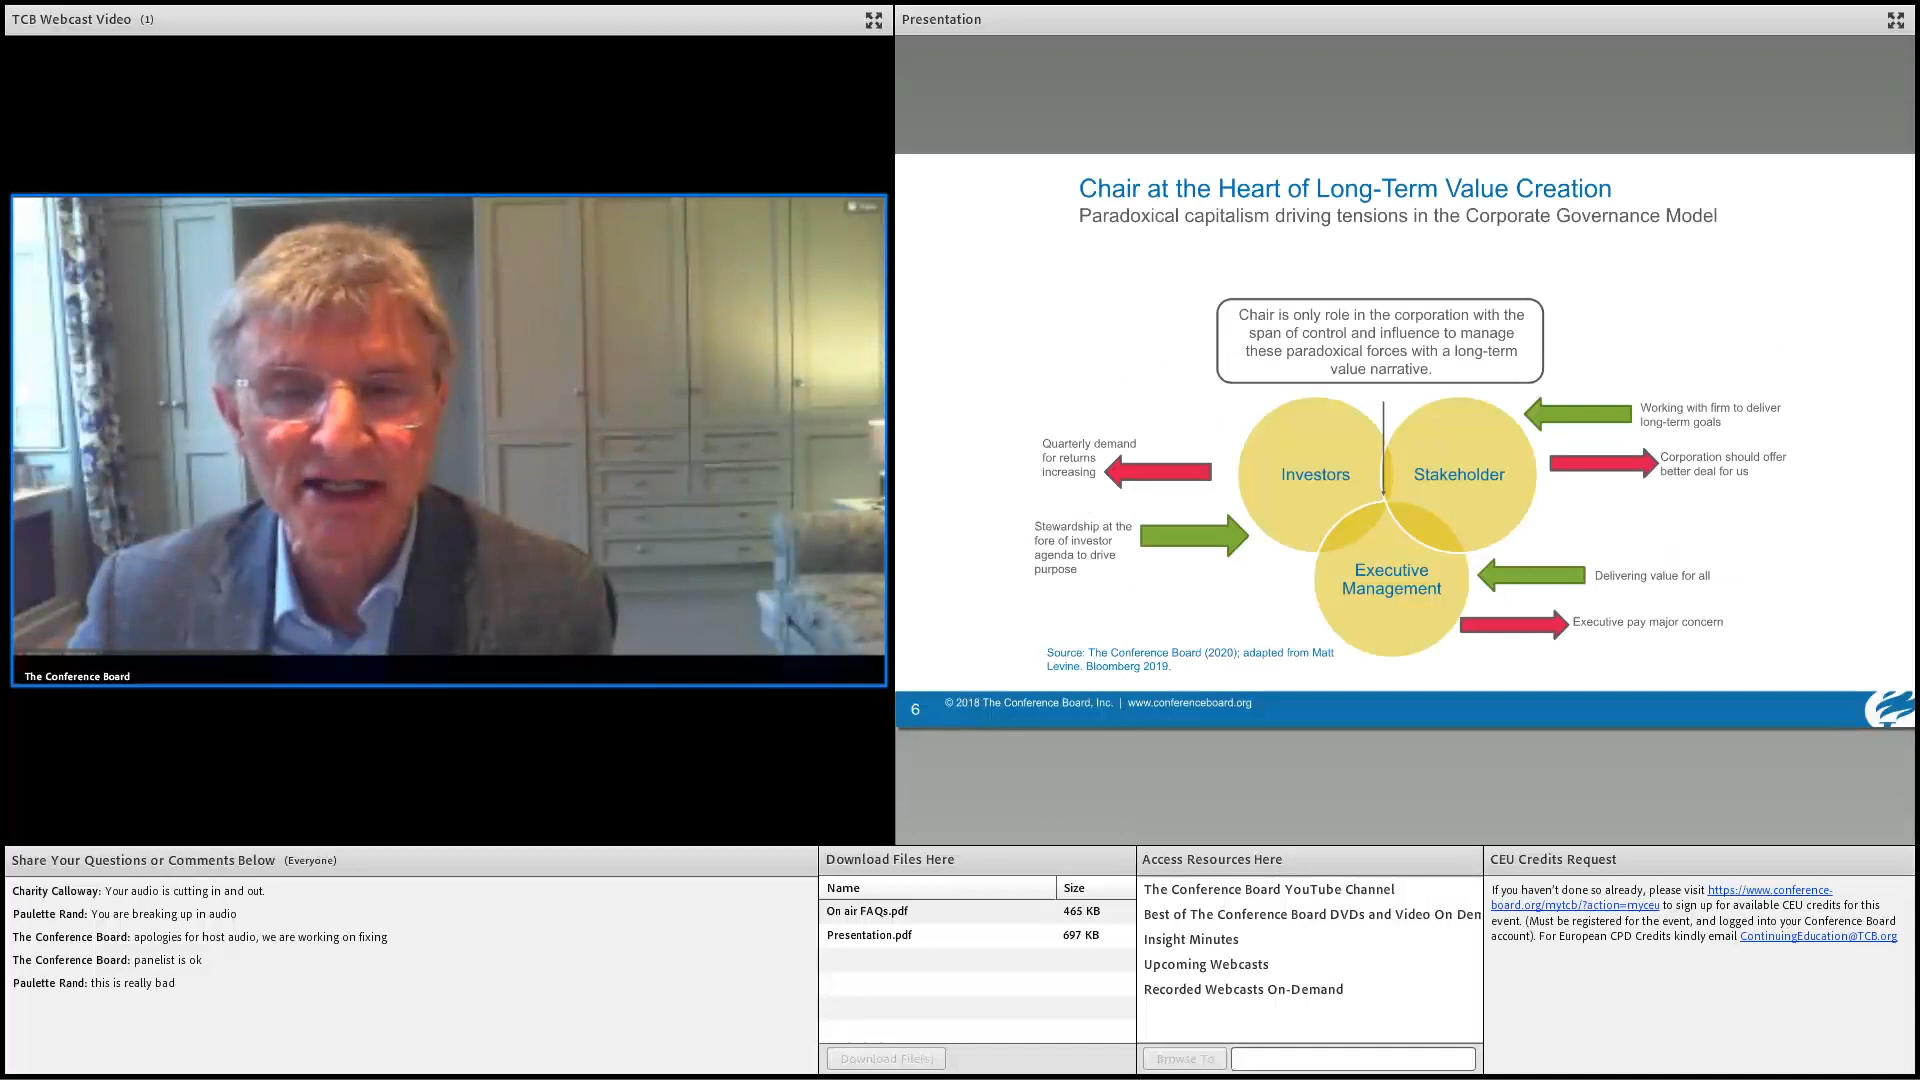 TCB Webcast Video (1)
The Conference Board
Presentation
Chair at the Heart of Long-Term Value Creation
Paradoxical capitalism driving tensions in the Corporate Governance Model
Chair is only role in the corporation with the
span of control and influence to manage
these paradoxical forces with a long-term
value narrative.
Quarterly demand
for returns
increasing
Stewardship at the
fore of investor
agenda to drive
purpose
Investors
Stakeholder
Executive
Management
Working with firm to deliver
long-term goals
Corporation should offer
better deal for us
Delivering value for all
Executive pay major concern
Source: The Conference Board (2020); adapted from Matt
Levine. Bloomberg 2019.
6
© 2018 The Conference Board, Inc. | www.conferenceboard.org
Share Your Questions or Comments Below (Everyone)
Charity Calloway: Your audio is cutting in and out.
Paulette Rand: You are breaking up in audio
The Conference Board: apologies for host audio, we are working on fixing
The Conference Board: panelist is ok
Paulette Rand: this is really bad
Download Files Here
Name Size
On air FAQs.pdf 465 KB
Presentation.pdf 697 KB
Download File(s)
Access Resources Here
The Conference Board YouTube Channel
Best of The Conference Board DVDs and Video On Den
Insight Minutes
Upcoming Webcasts
Recorded Webcasts On-Demand
Browse To
CEU Credits Request
If you haven't done so already, please visit https://www.conference-
board.org/mytcb/?action=myceu to sign up for available CEU credits for this
event. (Must be registered for the event, and logged into your Conference Board
account). For European CPD Credits kindly email ContinuingEducation@TCB.org